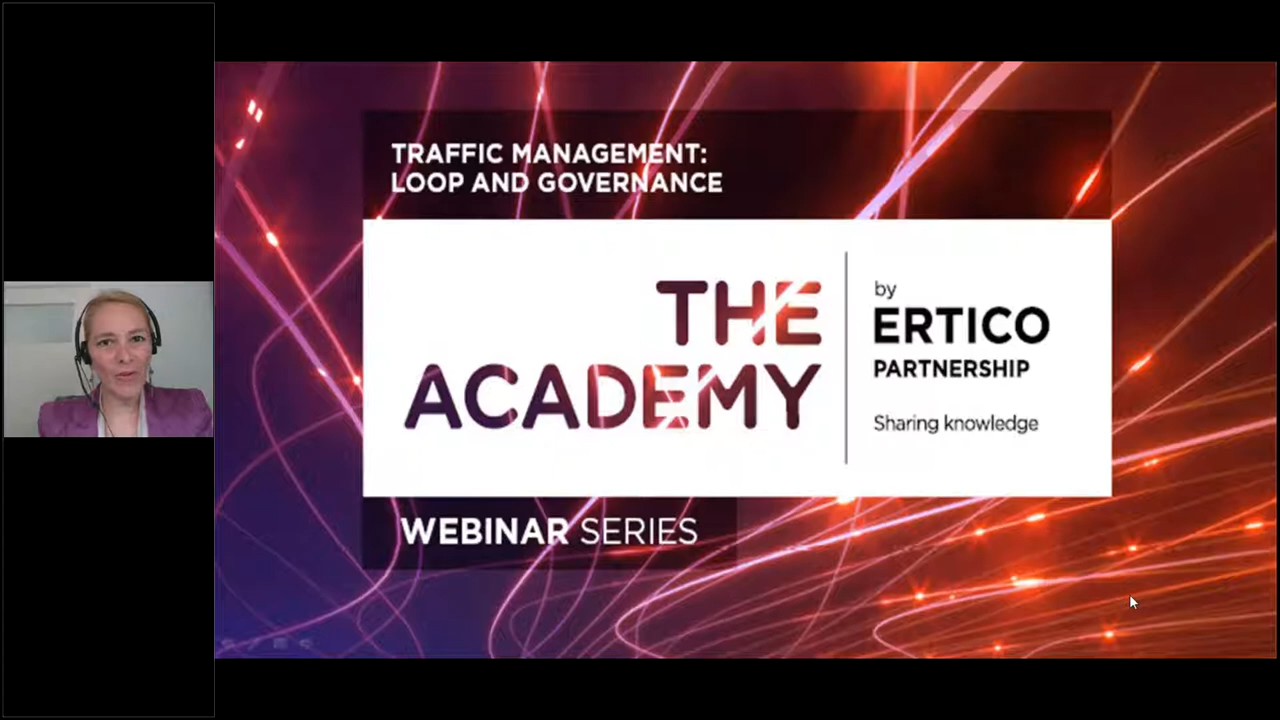 TRAFFIC MANAGEMENT:
LOOP AND GOVERNANCE
THE
ACADEMY
by
ERTICO
PARTNERSHIP
Sharing knowledge
WEBINAR SERIES